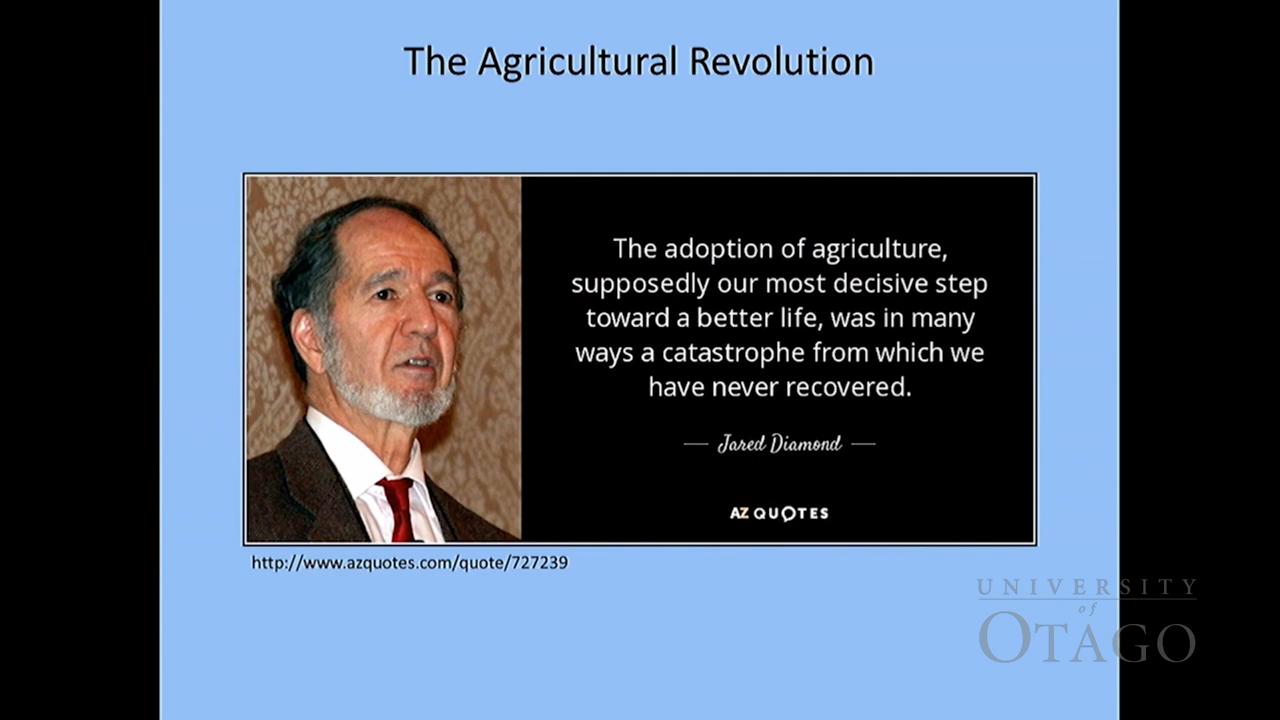 The Agricultural Revolution
The adoption of agriculture,
supposedly our most decisive step
toward a better life, was in many
ways a catastrophe from which we
have never recovered.
Jared Diamond
AZ QUOTES
http://www.azquotes.com/quote/727239
UNIVERSITY
of
OTAGO